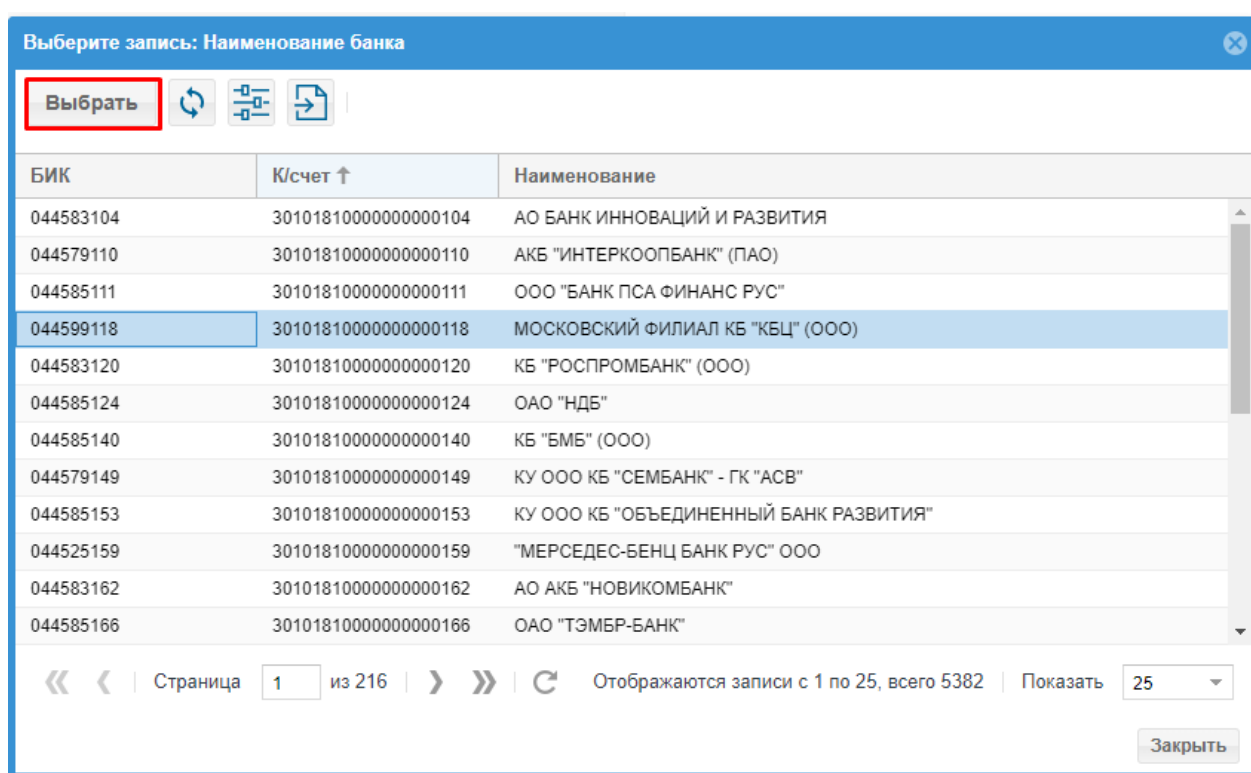 Выберите запись: Наименование банка
Выбрать
БИК К/счет Наименование
044583104 30101810000000000104 АО БАНК ИННОВАЦИЙ И РАЗВИТИЯ
044579110 30101810000000000110 АКБ "ИНТЕРКООПБАНК" (ПАО)
044585111 30101810000000000111 ООО "БАНК ПСА ФИНАНС РУС"
044599118 30101810000000000118 МОСКОВСКИЙ ФИЛИАЛ КБ "КБЦ" (ООО)
044583120 30101810000000000120 КБ "РОСПРОМБАНК" (ООО)
044585124 30101810000000000124 ОАО "НДБ"
044585140 30101810000000000140 КБ "БМБ" (ООО)
044579149 30101810000000000149 КУ ООО КБ "СЕМБАНК" - ГК "АСВ"
044585153 30101810000000000153 КУ ООО КБ "ОБЪЕДИНЕННЫЙ БАНК РАЗВИТИЯ"
044525159 30101810000000000159 "МЕРСЕДЕС-БЕНЦ БАНК РУС" ООО
044583162 30101810000000000162 АО АКБ "НОВИКОМБАНК"
044585166 30101810000000000166 ОАО "ТЭМБР-БАНК"
Страница 1 из 216 Отображаются записи с 1 по 25, всего 5382 Показать 25
Закрыть